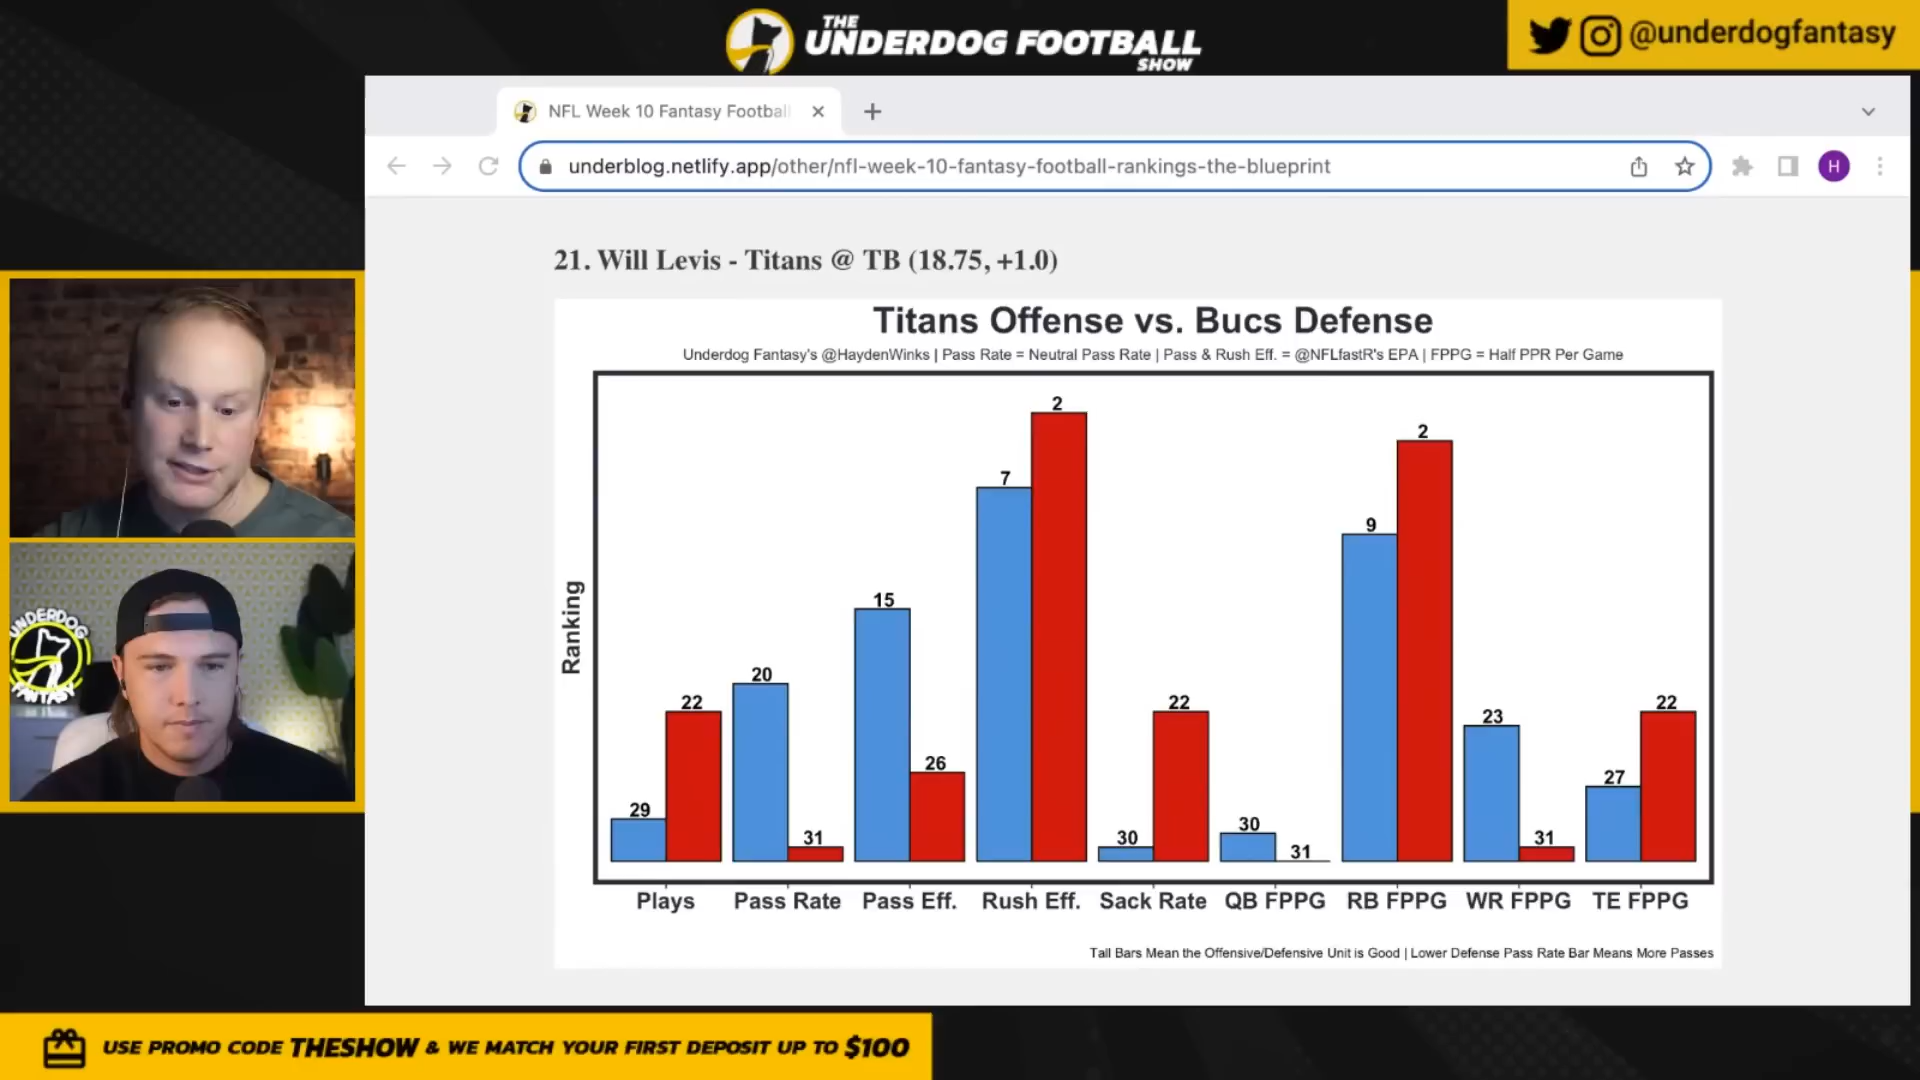 THE
UNDERDOG FOOTBALL
SHOW
@underdogfantasy
NFL Week 10 Fantasy Footbal
underblog.netlify.app/other/nfl-week-10-fantasy-football-rankings-the-blueprint
H
21. Will Levis - Titans @ TB (18.75, +1.0)
Titans Offense vs. Bucs Defense
Underdog Fantasy's @HaydenWinks | Pass Rate = Neutral Pass Rate | Pass & Rush Eff. = @NFLfastR's EPA | FPPG = Half PPR Per Game
Ranking
29 22 20 31 15 26 7 2 30 22 30 31 9 2 23 31 27 22
Plays Pass Rate Pass Eff. Rush Eff. Sack Rate QB FPPG RB FPPG WR FPPG TE FPPG
Tall Bars Mean the Offensive/Defensive Unit is Good | Lower Defense Pass Rate Bar Means More Passes
UNDERDOG
FANTASY
USE PROMO CODE THESHOW & WE MATCH YOUR FIRST DEPOSIT UP TO $100